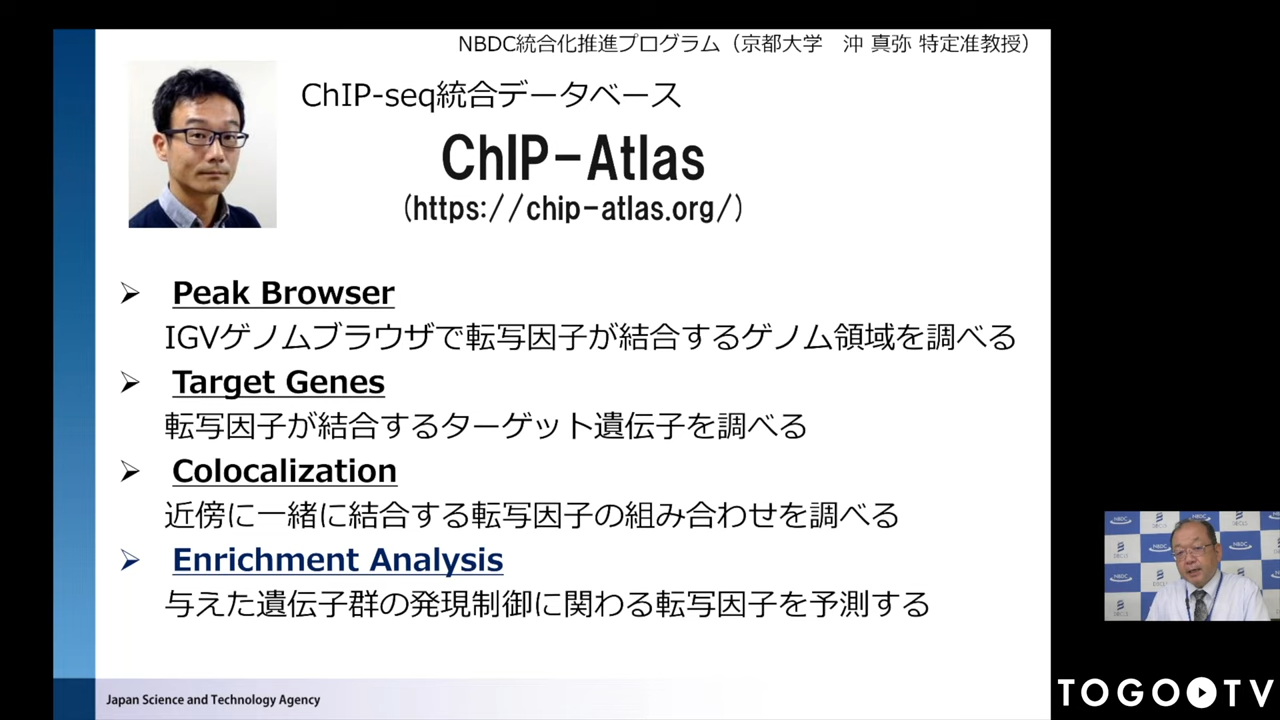 NBDC統合化推進プログラム（京都大学　沖 真弥 特定准教授）
ChIP-seq統合データベース
ChIP-Atlas
(https://chip-atlas.org/)
➢ Peak Browser
IGVゲノムブラウザで転写因子が結合するゲノム領域を調べる
➢ Target Genes
転写因子が結合するターゲット遺伝子を調べる
➢ Colocalization
近傍に一緒に結合する転写因子の組み合わせを調べる
➢ Enrichment Analysis
与えた遺伝子群の発現制御に関わる転写因子を予測する
Japan Science and Technology Agency
NBDC
NBDC
NBDC
NBDC
TOGO TV